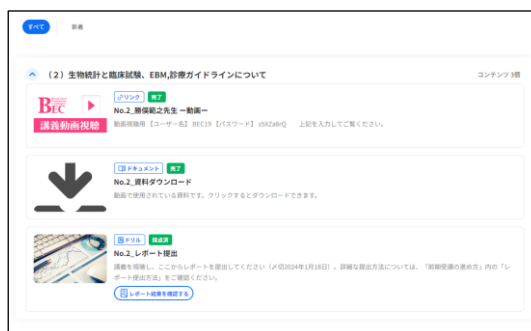 すべて 新着
（２）生物統計と臨床試験、EBM,診療ガイドラインについて コンテンツ 3個
BEC
講義動画視聴
リンク 完了
No.2_勝俣範之先生 ー動画ー
動画視聴用 【ユーザー名】 BEC19 【パスワード】 上記を入力してご覧ください。
ドキュメント 完了
No.2_資料ダウンロード
動画で使用されている資料です。クリックするとダウンロードできます。
ドリル 提出済
No.2_レポート提出
講義を視聴し、ここからレポートを提出してください（〆切2024年1月18日）。詳細な提出方法については、「前期受講の進め方」内の「レ
ポート提出方法」をご確認ください。
レポート結果を確認する